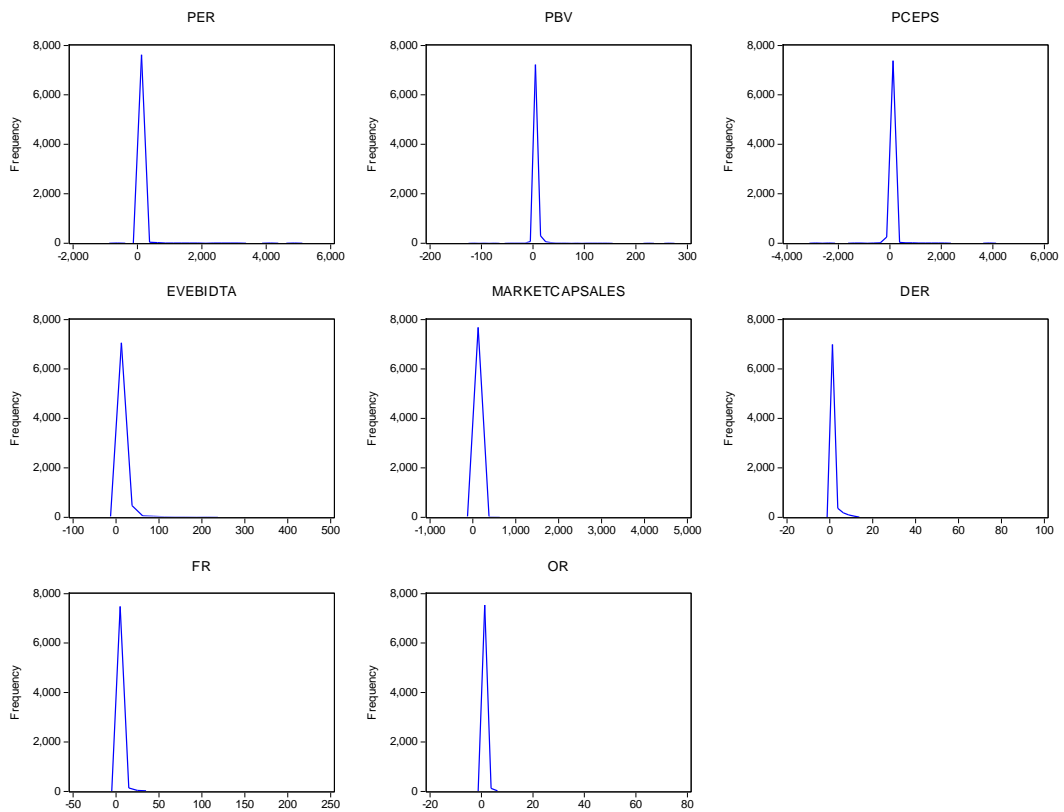 PER PBV PCEPS
8,000 8,000 8,000
6,000 6,000 6,000
Frequency Frequency Frequency
4,000 4,000 4,000
2,000 2,000 2,000
0 0 0
-2,000 0 2,000 4,000 6,000 -200 -100 0 100 200 300 -4,000 -2,000 0 2,000 4,000 6,000
EVEBIDTA MARKETCAPSALES DER
8,000 8,000 8,000
6,000 6,000 6,000
Frequency Frequency Frequency
4,000 4,000 4,000
2,000 2,000 2,000
0 0 0
-100 0 100 200 300 400 500 -1,000 0 1,000 2,000 3,000 4,000 5,000 -20 0 20 40 60 80 100
FR OR
8,000 8,000
6,000 6,000
Frequency Frequency
4,000 4,000
2,000 2,000
0 0
-50 0 50 100 150 200 250 -20 0 20 40 60 80